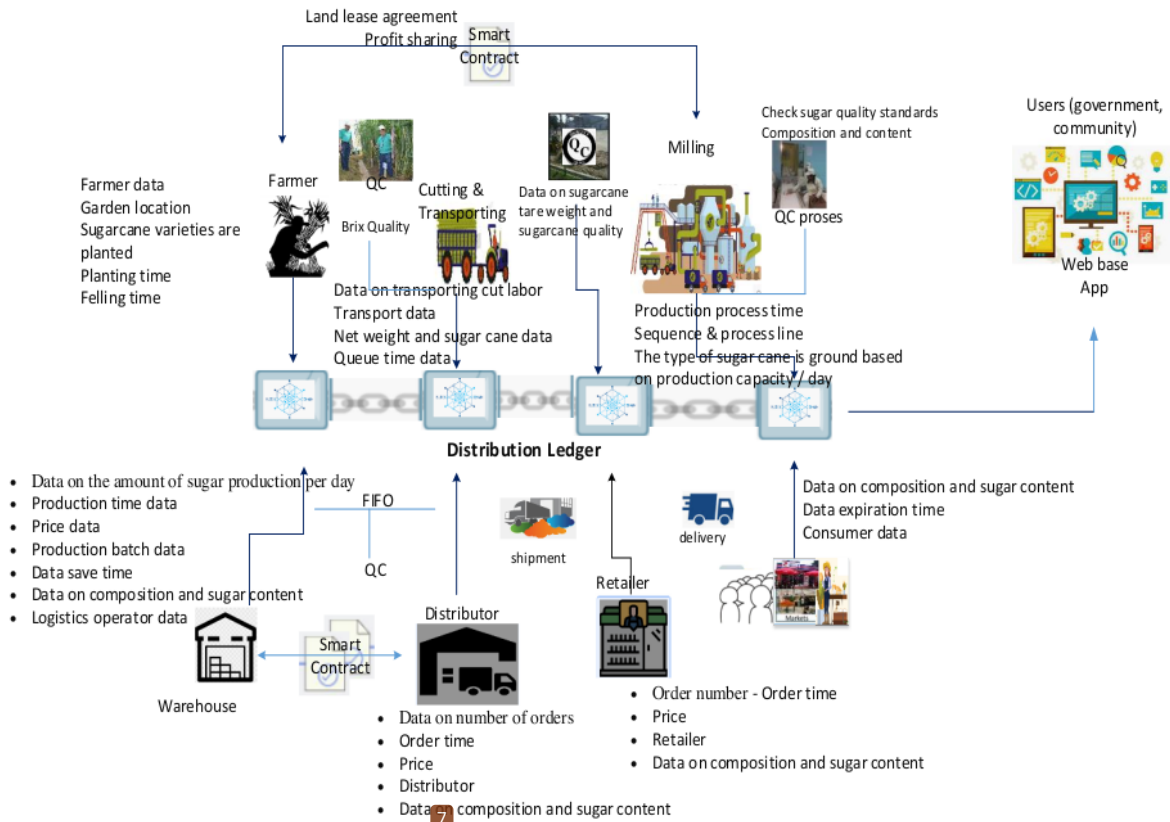 Land lease agreement
Profit sharing
Smart
Contract
Check sugar quality standards
Composition and content
Users (government,
community)
Milling
QC
Farmer data
Garden location
Sugarcane varieties are
planted
Planting time
Felling time
Farmer
QC
Brix Quality
Cutting &
Transporting
Data on sugarcane
tare weight and
sugarcane quality
QC proses
Web base
App
Data on transporting cut labor
Transport data
Net weight and sugar cane data
Queue time data
Production process time
Sequence & process line
The type of sugar cane is ground based
on production capacity / day
Distribution Ledger
• Data on the amount of sugar production per day
• Production time data
• Price data
• Production batch data
• Data save time
• Data on composition and sugar content
• Logistics operator data
FIFO
QC
shipment
delivery
Data on composition and sugar content
Data expiration time
Consumer data
Markets
Warehouse
Smart
Contract
Distributor
Retailer
• Data on number of orders
• Order time
• Price
• Distributor
• Data on composition and sugar content
• Order number - Order time
• Price
• Retailer
• Data on composition and sugar content
7